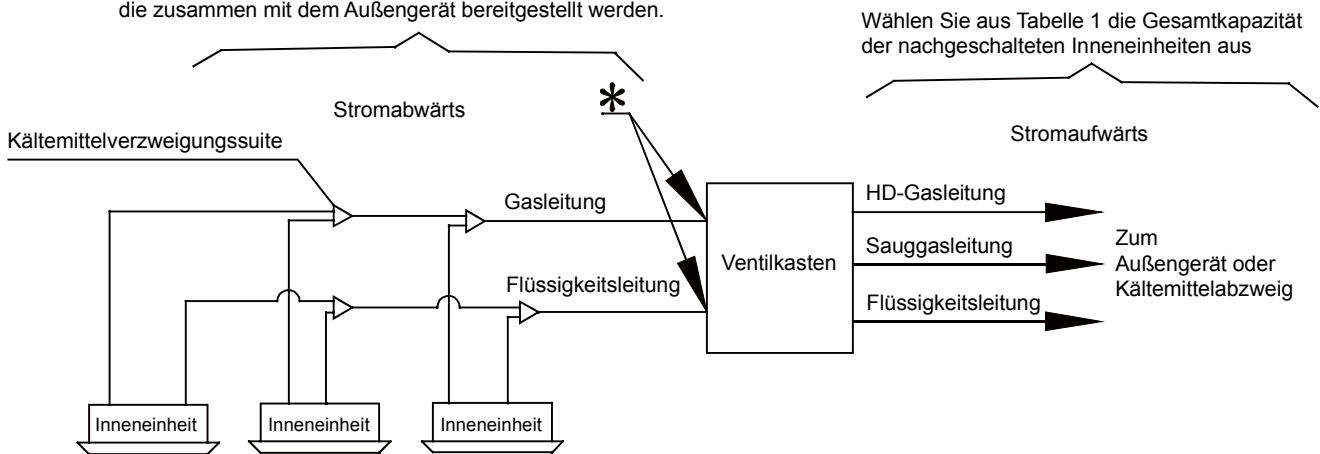 die zusammen mit dem Außengerät bereitgestellt werden.
Wählen Sie aus Tabelle 1 die Gesamtkapazität
der nachgeschalteten Inneneinheiten aus
Stromabwärts
*
Stromaufwärts
Kältemittelverzweigungssuite
Gasleitung
HD-Gasleitung
Ventilkasten
Sauggasleitung
Zum
Außengerät oder
Kältemittelabzweig
Flüssigkeitsleitung
Flüssigkeitsleitung
Inneneinheit
Inneneinheit
Inneneinheit